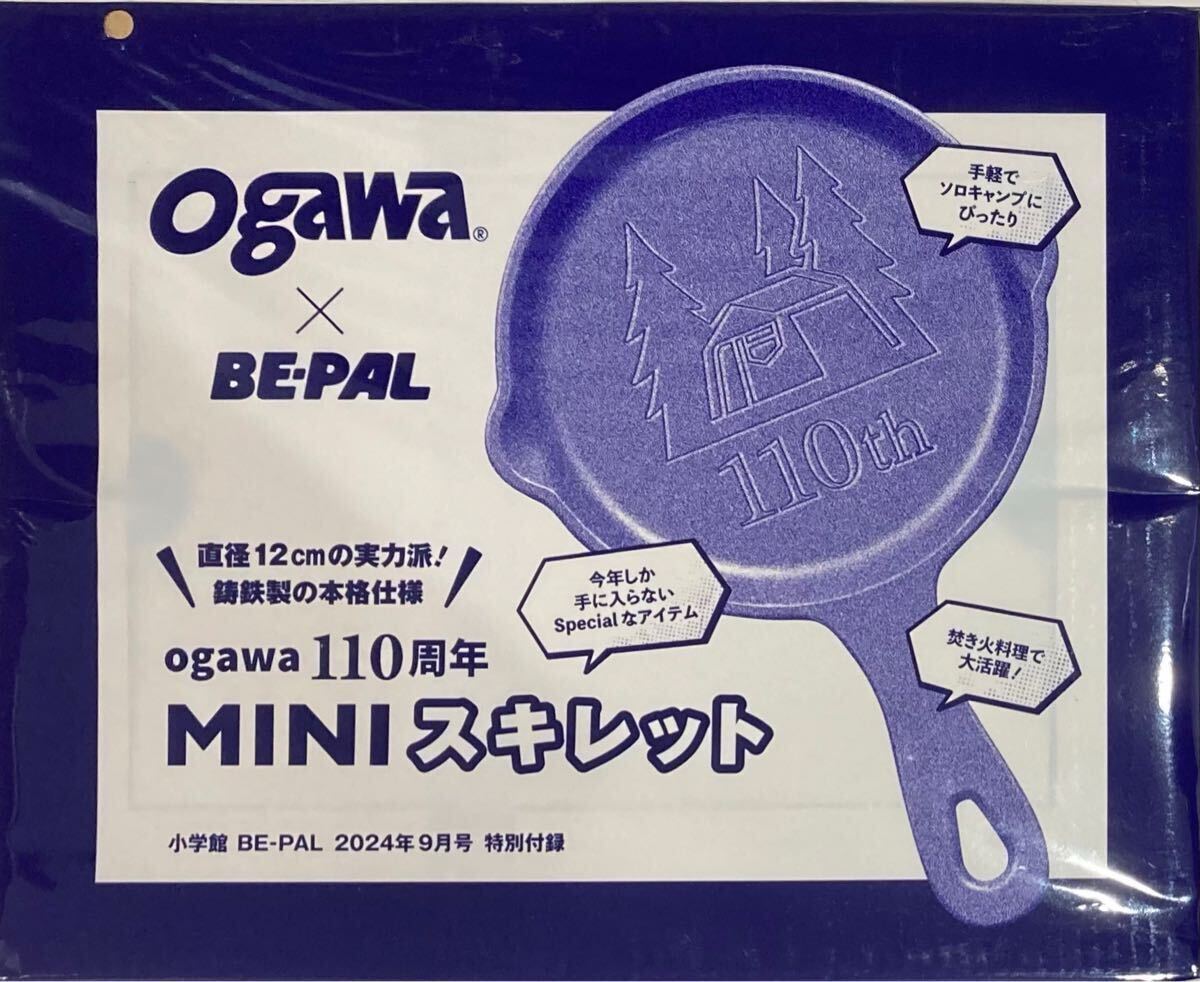 ogawa®
×
BE-PAL
手軽で
ソロキャンプに
ぴったり
110th
直径12cmの実力派!
鋳鉄製の本格仕様
今年しか
手に入らない
Specialなアイテム
焚き火料理で
大活躍!
ogawa 110周年
MINIスキレット
小学館 BE-PAL 2024年9月号 特別付録